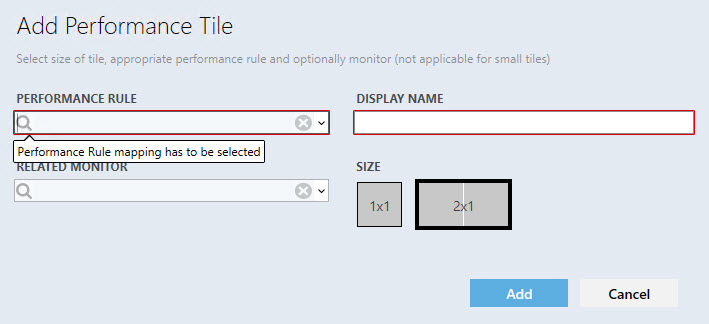 Add Performance Tile
Select size of tile, appropriate performance rule and optionally monitor (not applicable for small tiles)
PERFORMANCE RULE
DISPLAY NAME
Performance Rule mapping has to be selected
RELATED MONITOR
SIZE
1x1
2x1
Add
Cancel